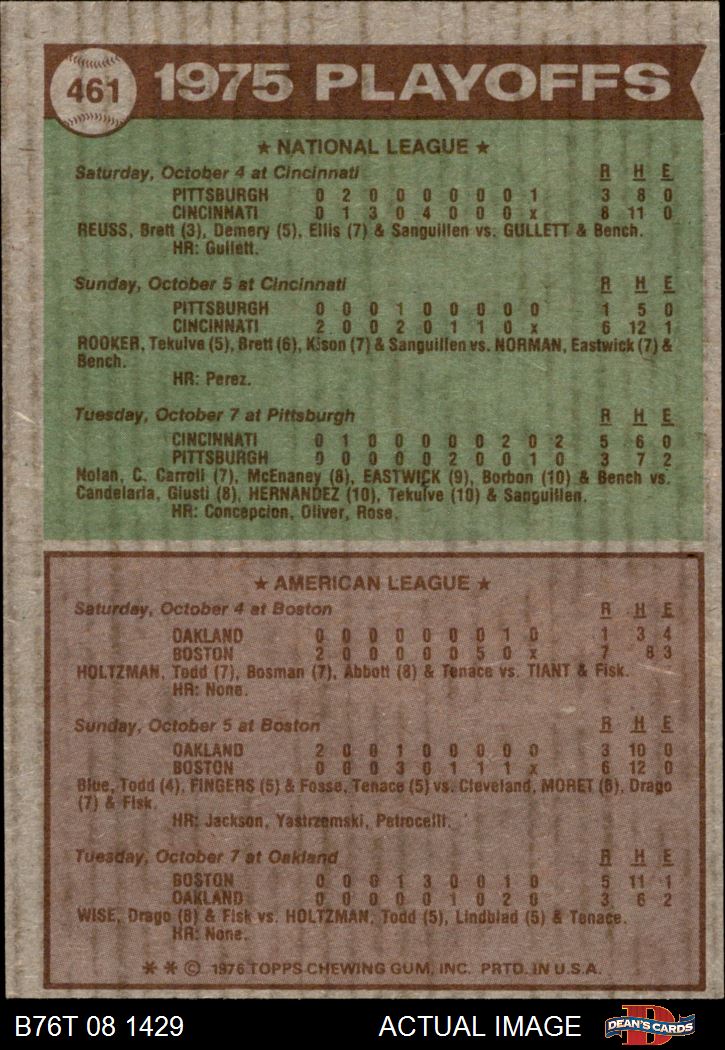 461 1975 PLAYOFFS
★ NATIONAL LEAGUE ★
Saturday, October 4 at Cincinnati R H E
PITTSBURGH 0 2 0 0 0 0 0 0 1 3 8 0
CINCINNATI 0 1 3 0 4 0 0 0 x 8 11 0
REUSS, Brett (3), Demery (5), Ellis (7) & Sanguillen vs. GULLETT & Bench.
HR: Gullett.
Sunday, October 5 at Cincinnati R H E
PITTSBURGH 0 0 0 1 0 0 0 0 0 1 5 0
CINCINNATI 2 0 0 2 0 1 1 0 x 6 12 1
ROOKER, Tekulve (5), Brett (6), Kison (7) & Sanguillen vs. NORMAN, Eastwick (7) &
Bench.
HR: Perez.
Tuesday, October 7 at Pittsburgh R H E
CINCINNATI 0 1 0 0 0 0 0 2 0 2 5 6 0
PITTSBURGH 0 0 0 0 0 2 0 0 1 0 3 7 2
Nolan, C. Carroll (7), McEnaney (8), EASTWICK (9), Borbon (10) & Bench vs.
Candelaria, Giusti (8), HERNANDEZ (10), Tekulve (10) & Sanguillen.
HR: Concepcion, Oliver, Rose.
★ AMERICAN LEAGUE ★
Saturday, October 4 at Boston R H E
OAKLAND 0 0 0 0 0 0 0 1 0 1 3 4
BOSTON 2 0 0 0 0 0 5 0 x 7 8 3
HOLTZMAN, Todd (7), Bosman (7), Abbott (8) & Tenace vs. TIANT & Fisk.
HR: None.
Sunday, October 5 at Boston R H E
OAKLAND 2 0 0 1 0 0 0 0 0 3 10 0
BOSTON 0 0 0 3 0 1 1 1 x 6 12 0
Blue, Todd (4), FINGERS (5) & Fosse, Tenace (5) vs. Cleveland, MORET (6), Drago
(7) & Fisk.
HR: Jackson, Yastrzemski, Petrocelli.
Tuesday, October 7 at Oakland R H E
BOSTON 0 0 0 1 3 0 0 1 0 5 11 1
OAKLAND 0 0 0 0 0 1 0 2 0 3 6 2
WISE, Drago (8) & Fisk vs. HOLTZMAN, Todd (5), Lindblad (5) & Tenace.
HR: None.
* * © 1976 TOPPS CHEWING GUM, INC. PRTD. IN U.S.A.
B76T 08 1429 ACTUAL IMAGE D DEAN'S CARDS